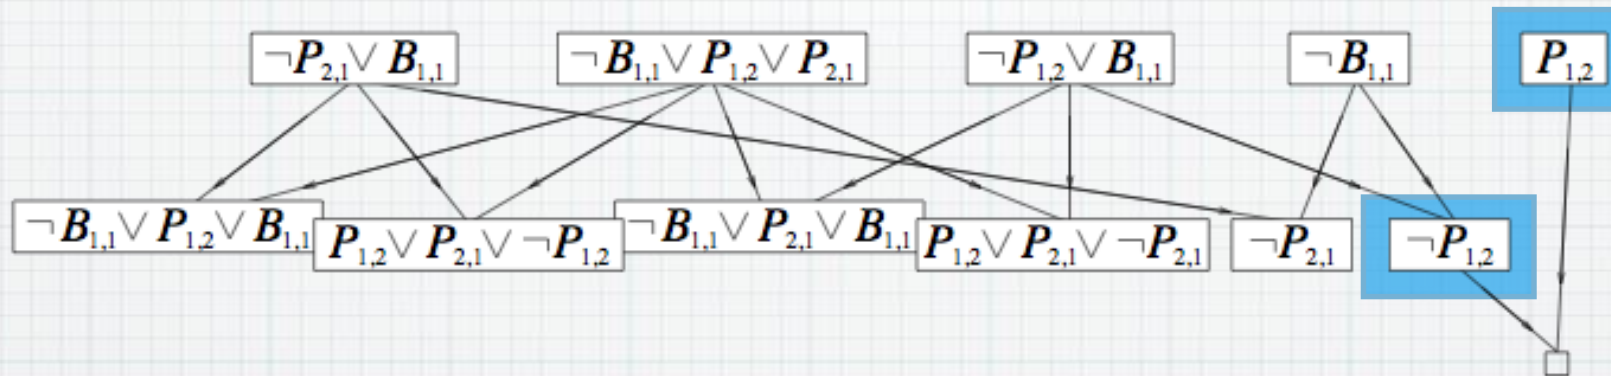 ¬P2,1 ∨ B1,1
¬B1,1 ∨ P1,2 ∨ P2,1
¬P1,2 ∨ B1,1
¬B1,1
P1,2
¬B1,1 ∨ P1,2 ∨ B1,1
P1,2 ∨ P2,1 ∨ ¬P1,2
¬B1,1 ∨ P2,1 ∨ B1,1
P1,2 ∨ P2,1 ∨ ¬P2,1
¬P2,1
¬P1,2